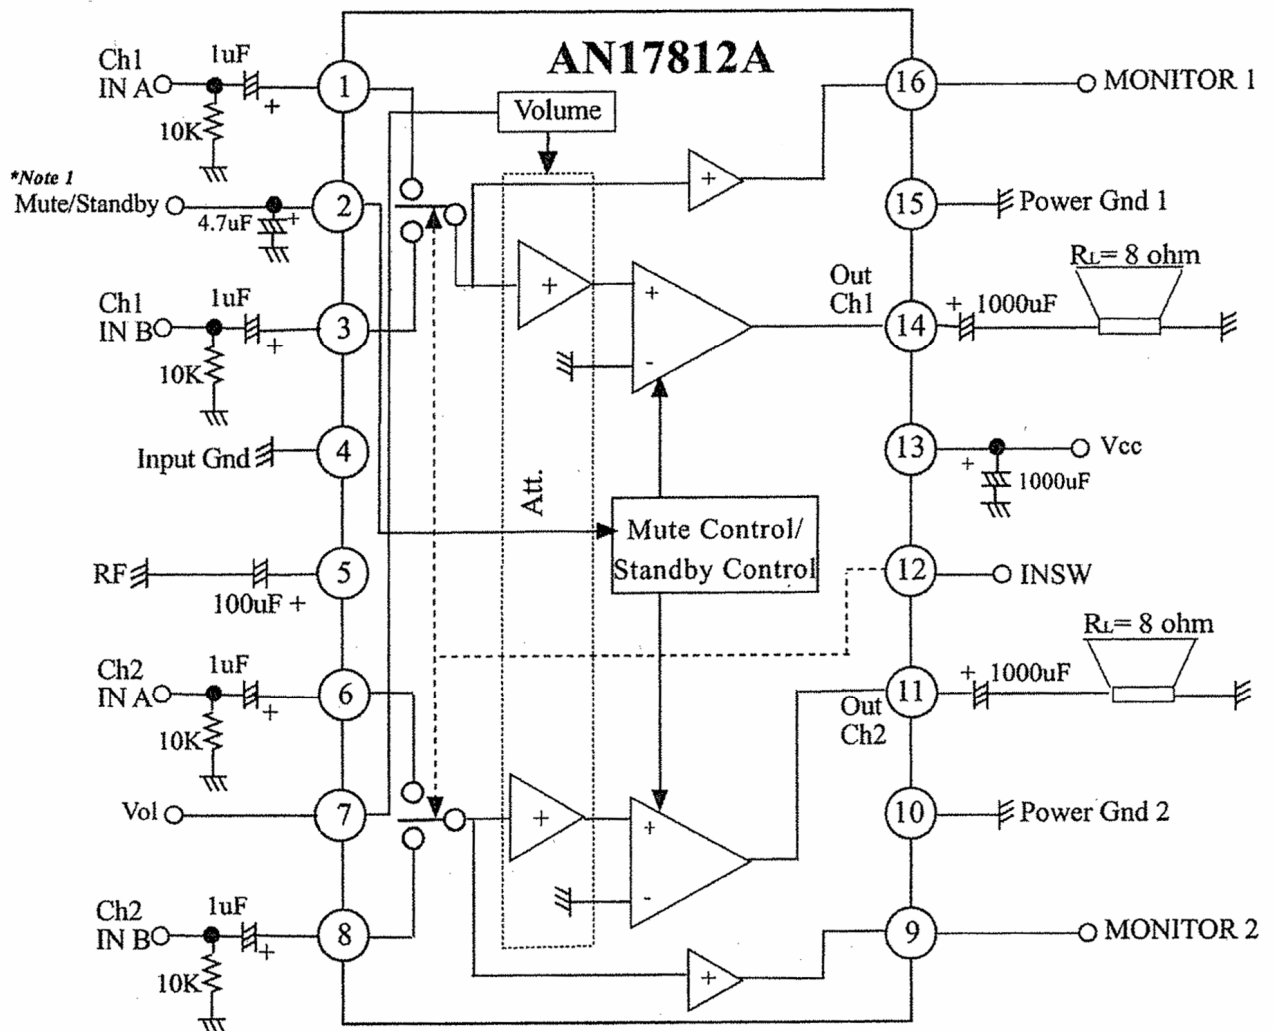 AN17812A
Ch1
IN A
1uF
+
10K
1
*Note 1
Mute/Standby
4.7uF
+
2
Ch1
IN B
1uF
+
10K
3
Input Gnd
4
RF
100uF +
5
Ch2
IN A
1uF
+
10K
6
Vol
7
Ch2
IN B
1uF
+
10K
8
Volume
Att.
+
+
+
-
Mute Control/
Standby Control
+
+
-
+
16
MONITOR 1
15
Power Gnd 1
Out
Ch1
14
+ 1000uF
RL= 8 ohm
13
+
Vcc
1000uF
12
INSW
Out
Ch2
11
+ 1000uF
RL= 8 ohm
10
Power Gnd 2
9
MONITOR 2